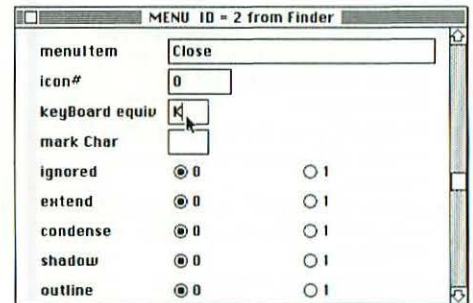 MENU ID = 2 from Finder
menuItem Close
icon# 0
keyBoard equiv K
mark Char
ignored 0 1
extend 0 1
condense 0 1
shadow 0 1
outline 0 1